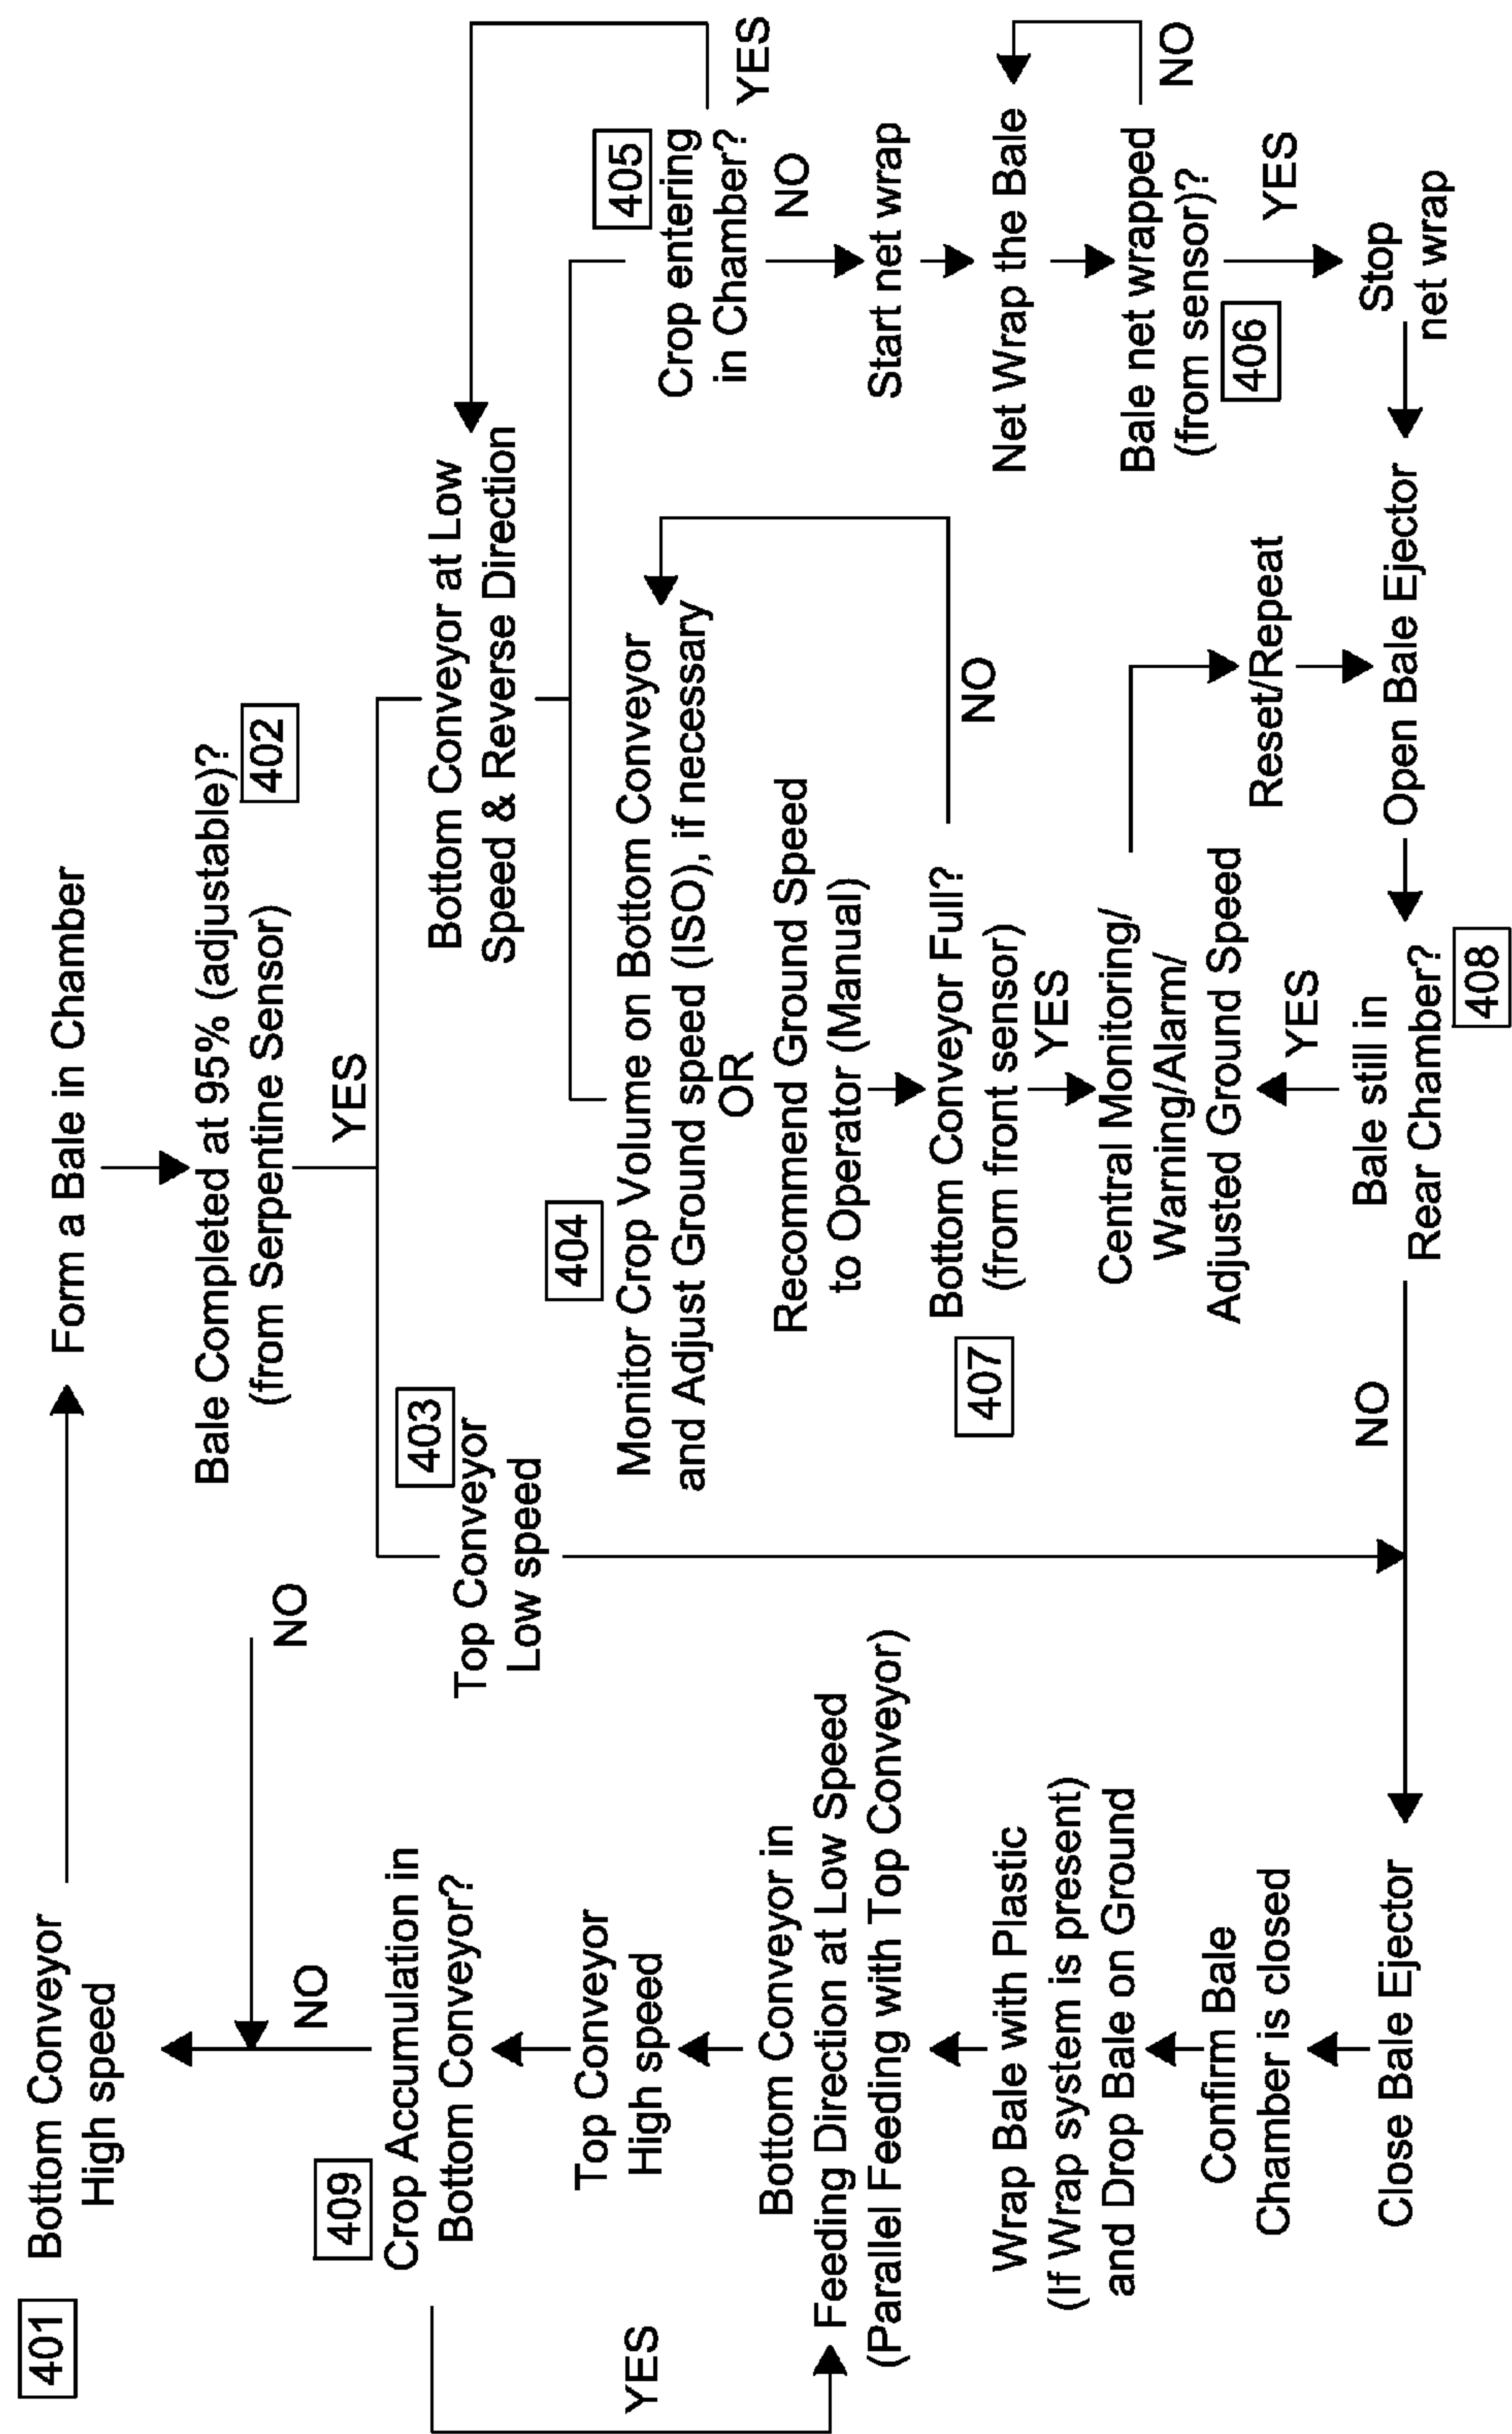 401
Bottom Conveyor
High speed
Form a Bale in Chamber
Bale Completed at 95% (adjustable)?
(from Serpentine Sensor)
402
NO
YES
403
Top Conveyor
Low speed
Bottom Conveyor at Low
Speed & Reverse Direction
404
Monitor Crop Volume on Bottom Conveyor
and Adjust Ground speed (ISO), if necessary
OR
Recommend Ground Speed
to Operator (Manual)
407
Bottom Conveyor Full?
(from front sensor)
NO
YES
Central Monitoring/
Warning/Alarm/
Adjusted Ground Speed
Reset/Repeat
405
Crop entering
in Chamber?
YES
NO
Start net wrap
Net Wrap the Bale
Bale net wrapped
(from sensor)?
406
NO
YES
Stop
net wrap
Open Bale Ejector
Bale still in
Rear Chamber?
408
YES
NO
Close Bale Ejector
Confirm Bale
Chamber is closed
Wrap Bale with Plastic
(If Wrap system is present)
and Drop Bale on Ground
Bottom Conveyor in
Feeding Direction at Low Speed
(Parallel Feeding with Top Conveyor)
Top Conveyor
High speed
409
Crop Accumulation in
Bottom Conveyor?
YES
NO